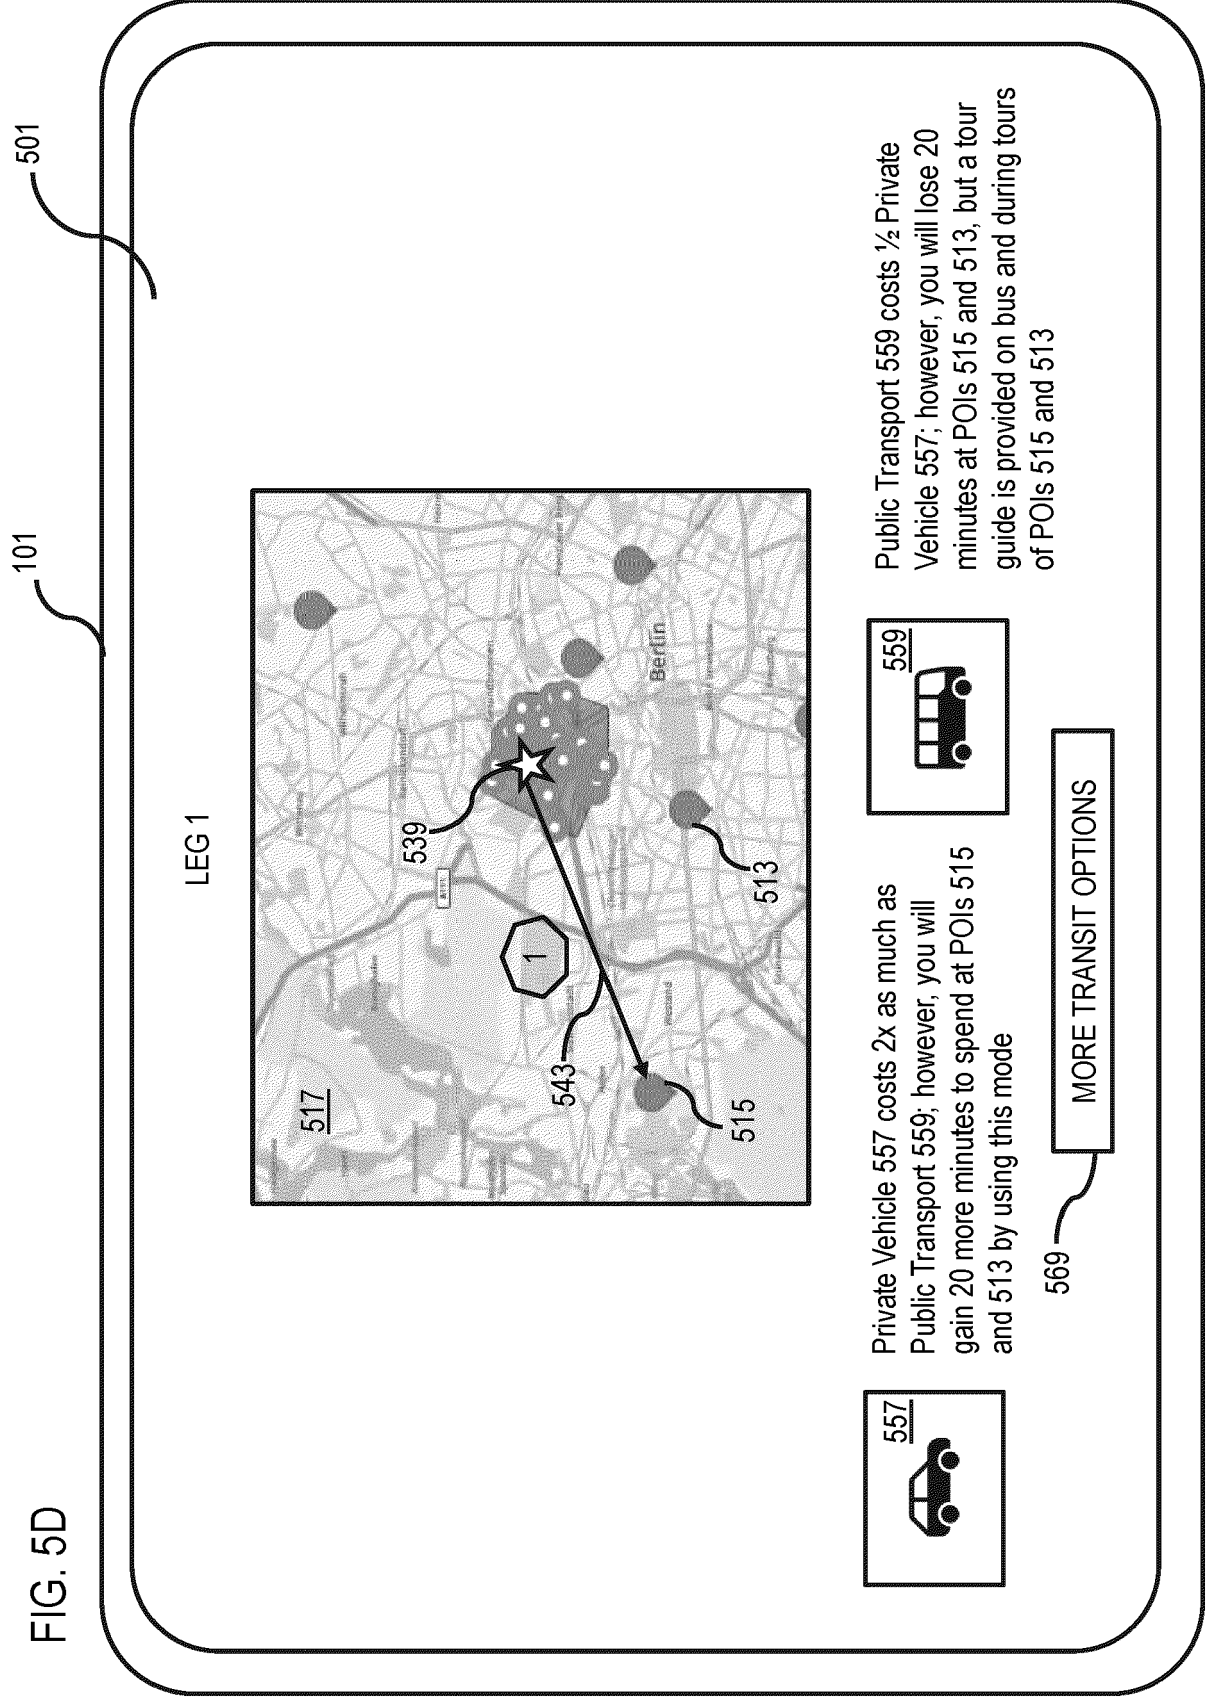 FIG. 5D
101
501
LEG 1
517
539
1
543
Berlin
513
515
557
Private Vehicle 557 costs 2x as much as
Public Transport 559; however, you will
gain 20 more minutes to spend at POIs 515
and 513 by using this mode
559
Public Transport 559 costs ½ Private
Vehicle 557; however, you will lose 20
minutes at POIs 515 and 513, but a tour
guide is provided on bus and during tours
of POIs 515 and 513
569
MORE TRANSIT OPTIONS